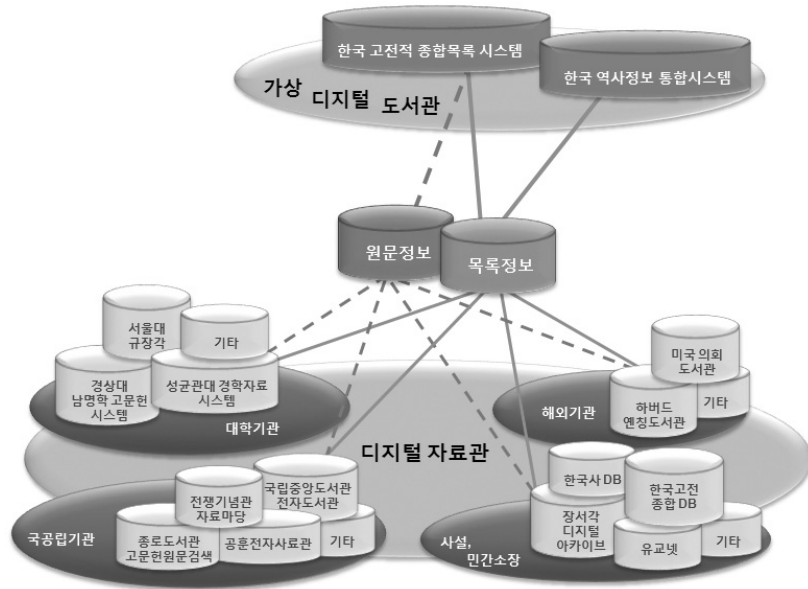 한국 고전적 종합목록 시스템
한국 역사정보 통합시스템
가상 디지털 도서관
원문정보
목록정보
서울대
규장각
기타
경상대
남명학 고문헌
시스템
성균관대 경학자료
시스템
대학기관
미국 의회
도서관
하버드
옌칭도서관
기타
해외기관
디지털 자료관
국립중앙도서관
전자도서관
전쟁기념관
자료마당
종로도서관
고문헌원문검색
공훈전자사료관
기타
국공립기관
한국사 DB
한국고전
종합 DB
장서각
디지털
아카이브
유교넷
기타
사설,
민간소장